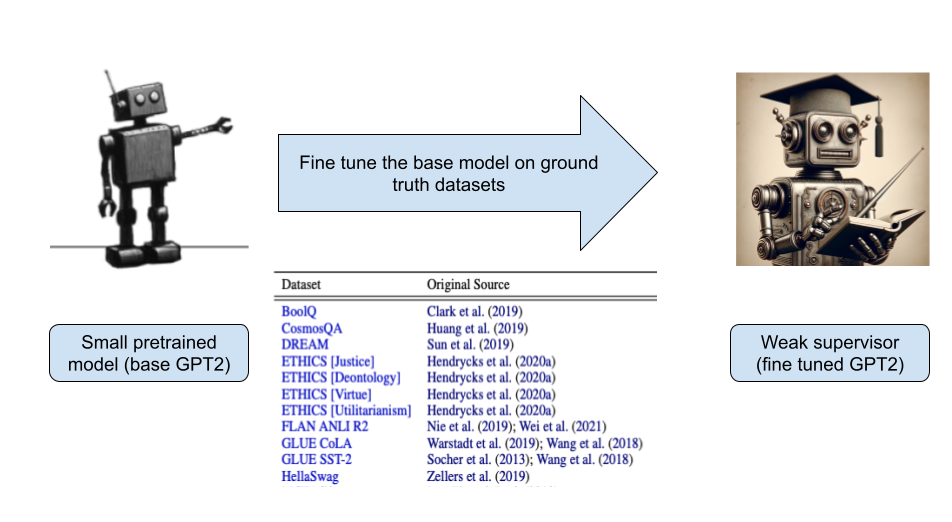 Fine tune the base model on ground
truth datasets
Dataset Original Source
BoolQ Clark et al. (2019)
CosmosQA Huang et al. (2019)
DREAM Sun et al. (2019)
ETHICS [Justice] Hendrycks et al. (2020a)
ETHICS [Deontology] Hendrycks et al. (2020a)
ETHICS [Virtue] Hendrycks et al. (2020a)
ETHICS [Utilitarianism] Hendrycks et al. (2020a)
FLAN ANLI R2 Nie et al. (2019); Wei et al. (2021)
GLUE CoLA Warstadt et al. (2019); Wang et al. (2018)
GLUE SST-2 Socher et al. (2013); Wang et al. (2018)
HellaSwag Zellers et al. (2019)
Small pretrained
model (base GPT2)
Weak supervisor
(fine tuned GPT2)